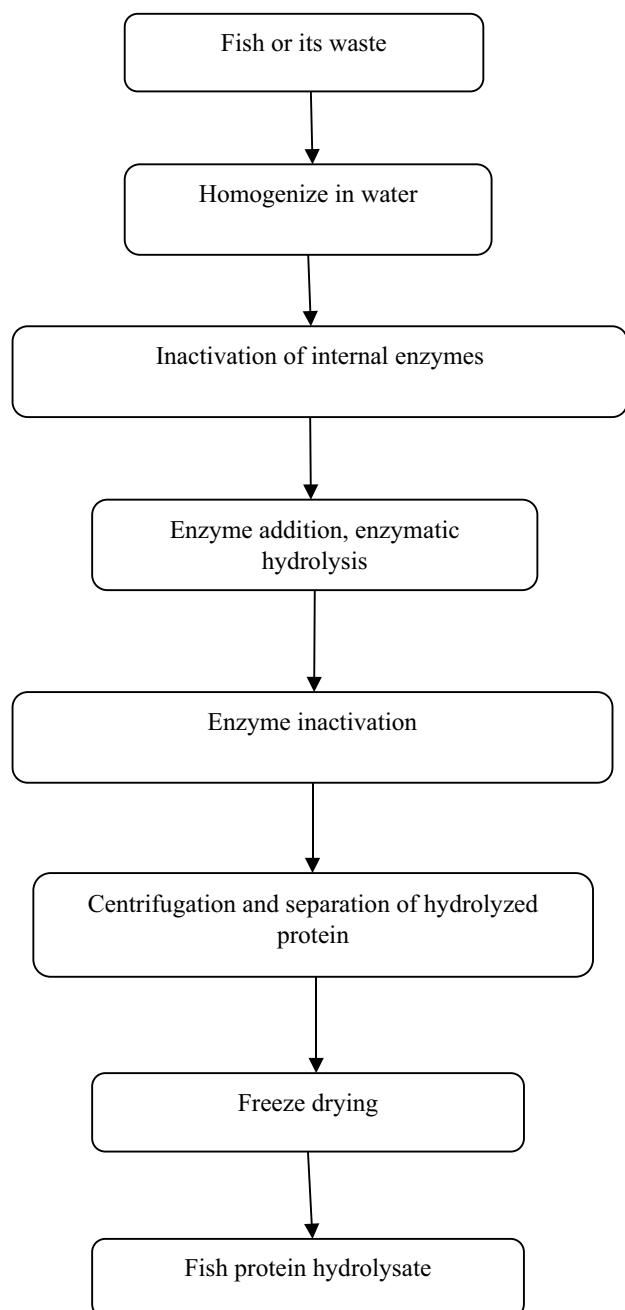 Fish or its waste
Homogenize in water
Inactivation of internal enzymes
Enzyme addition, enzymatic
hydrolysis
Enzyme inactivation
Centrifugation and separation of hydrolyzed
protein
Freeze drying
Fish protein hydrolysate